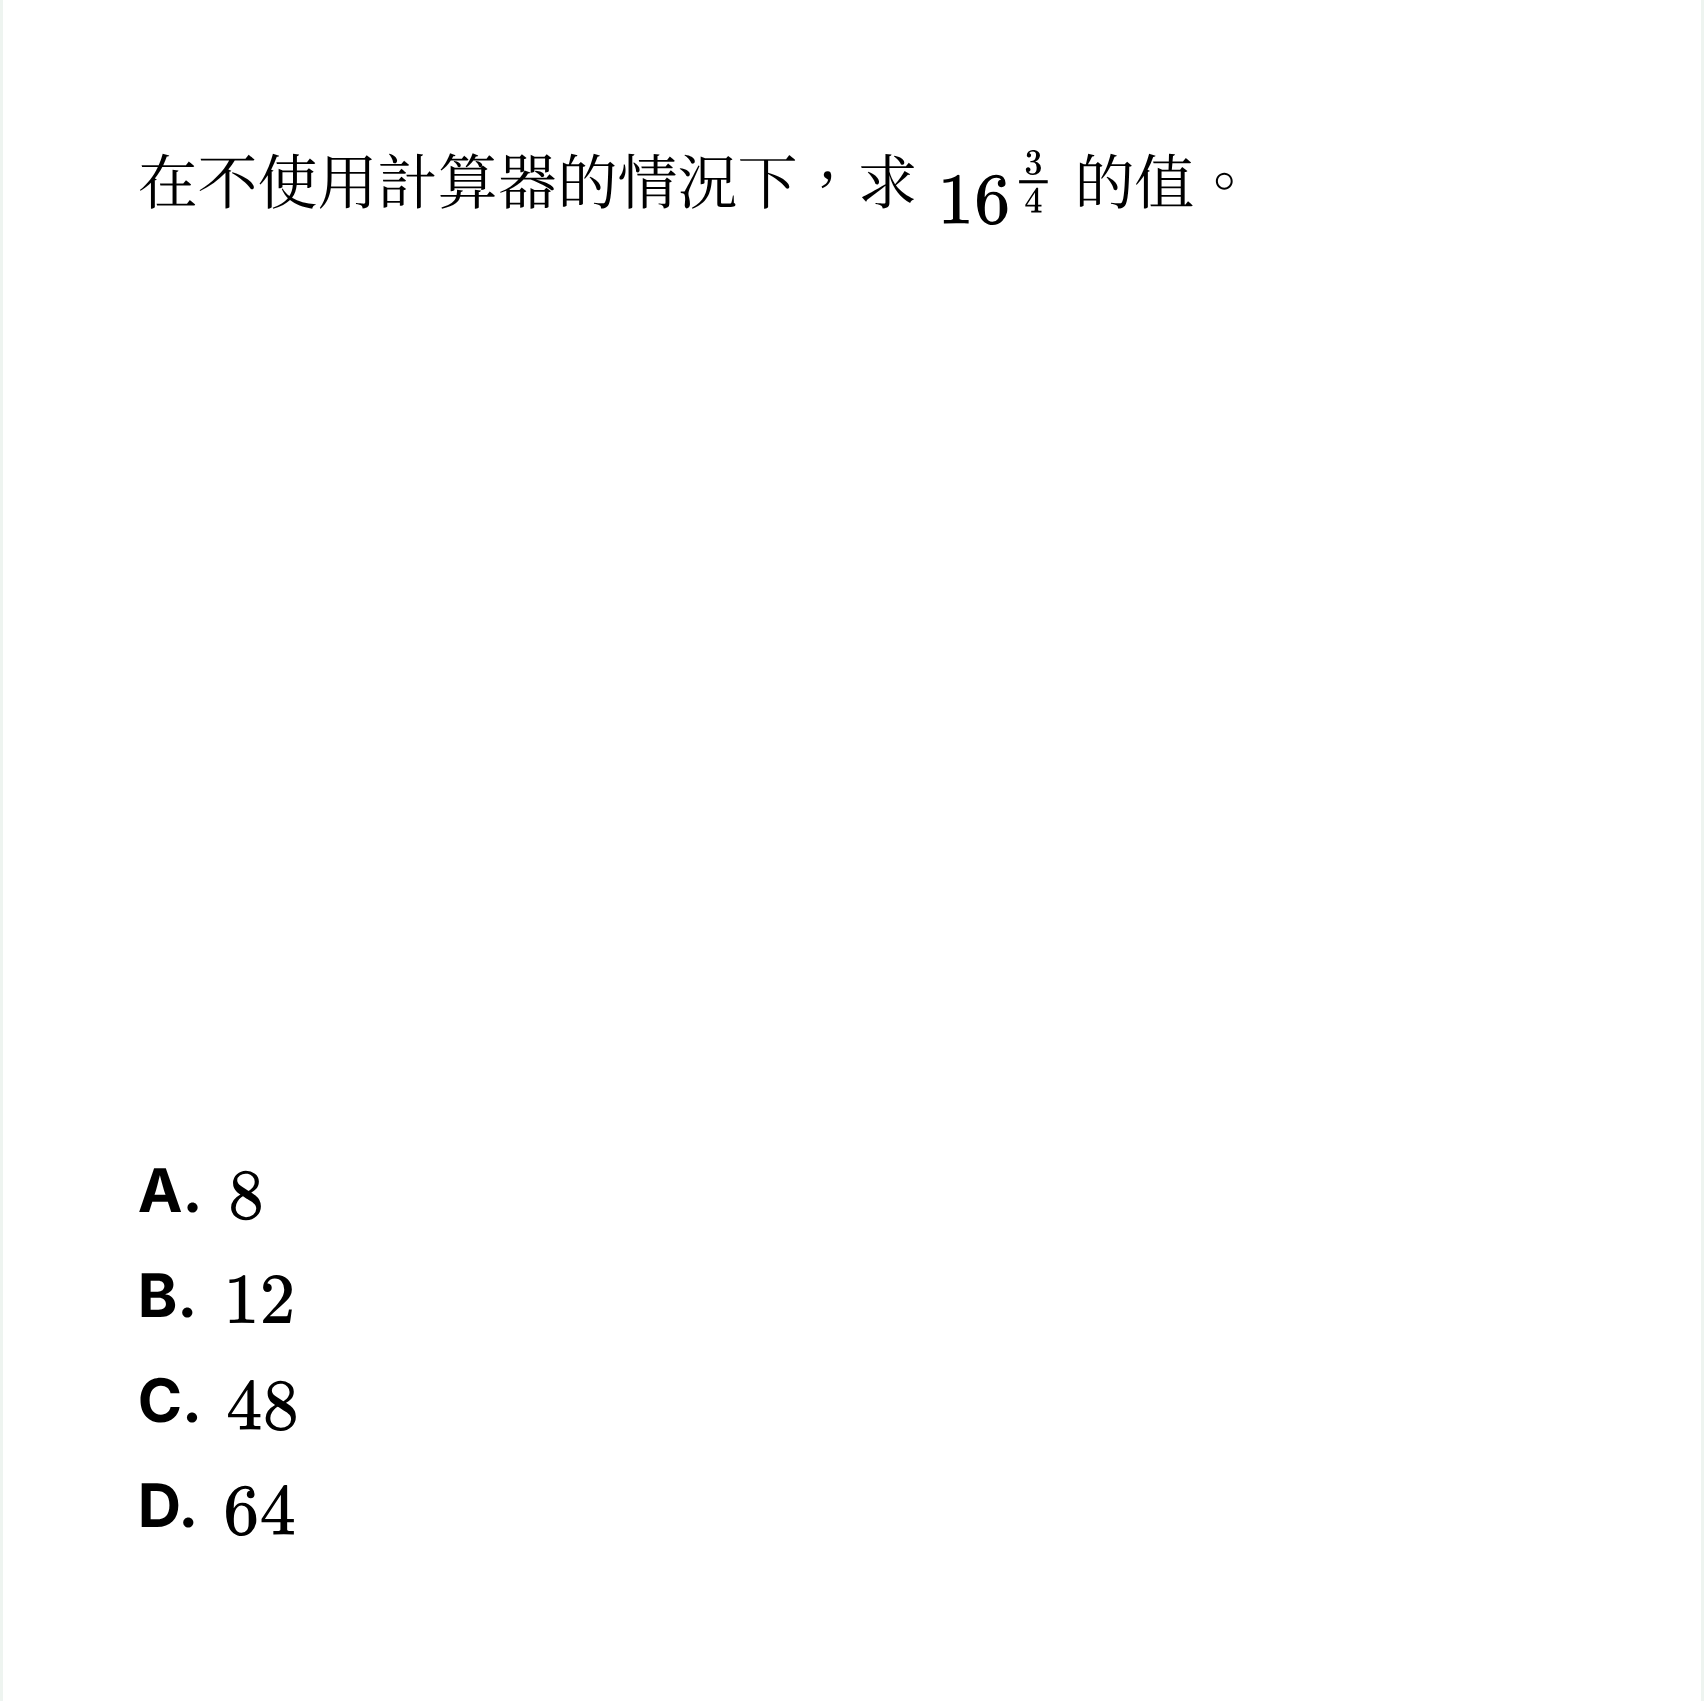 在不使用計算器的情況下，求 $16^{\frac{3}{4}}$ 的值。
A. 8
B. 12
C. 48
D. 64